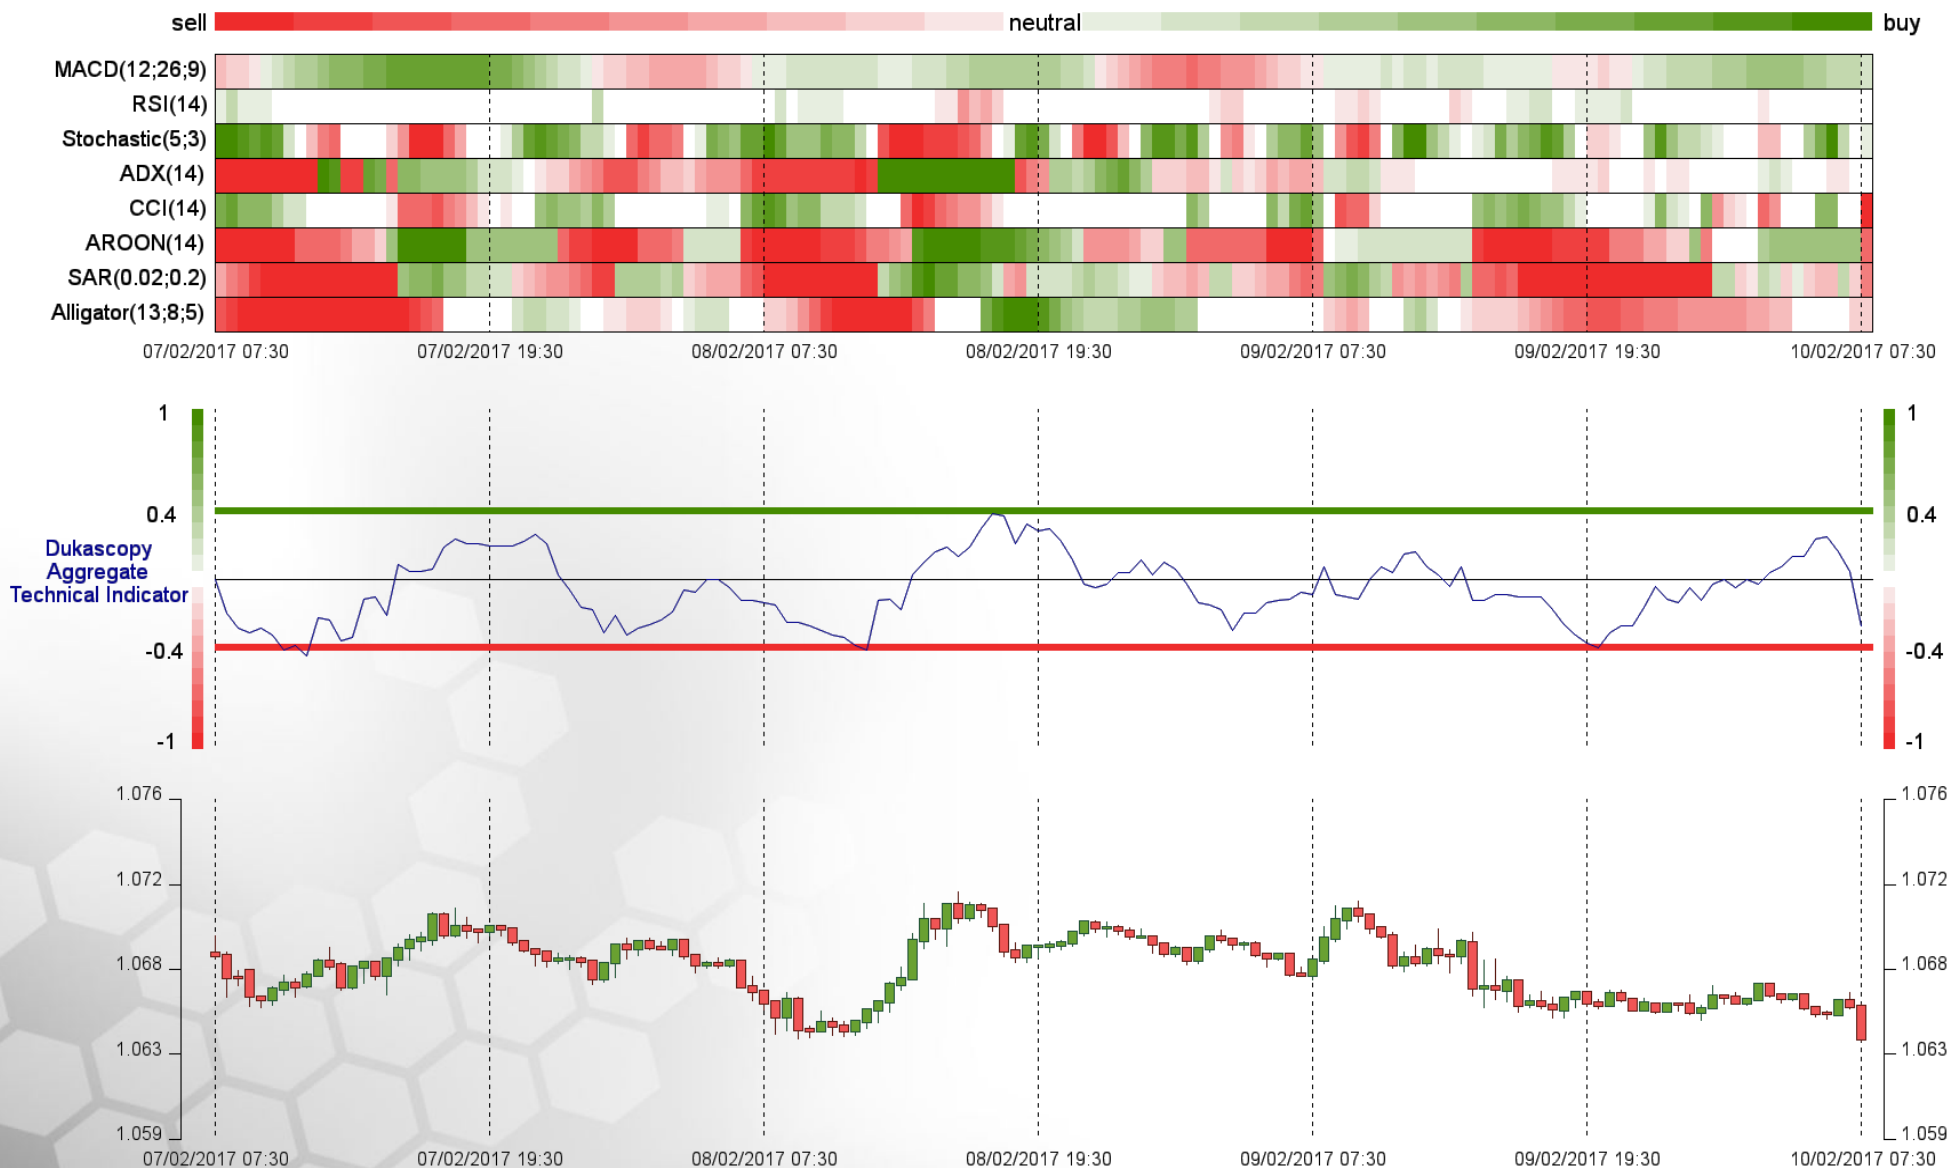 sell neutral buy
MACD(12;26;9)
RSI(14)
Stochastic(5;3)
ADX(14)
CCI(14)
AROON(14)
SAR(0.02;0.2)
Alligator(13;8;5)
07/02/2017 07:30 07/02/2017 19:30 08/02/2017 07:30 08/02/2017 19:30 09/02/2017 07:30 09/02/2017 19:30 10/02/2017 07:30
1 1
0.4 0.4
Dukascopy
Aggregate
Technical Indicator
-0.4 -0.4
-1 -1
1.076 1.076
1.072 1.072
1.068 1.068
1.063 1.063
1.059 1.059
07/02/2017 07:30 07/02/2017 19:30 08/02/2017 07:30 08/02/2017 19:30 09/02/2017 07:30 09/02/2017 19:30 10/02/2017 07:30